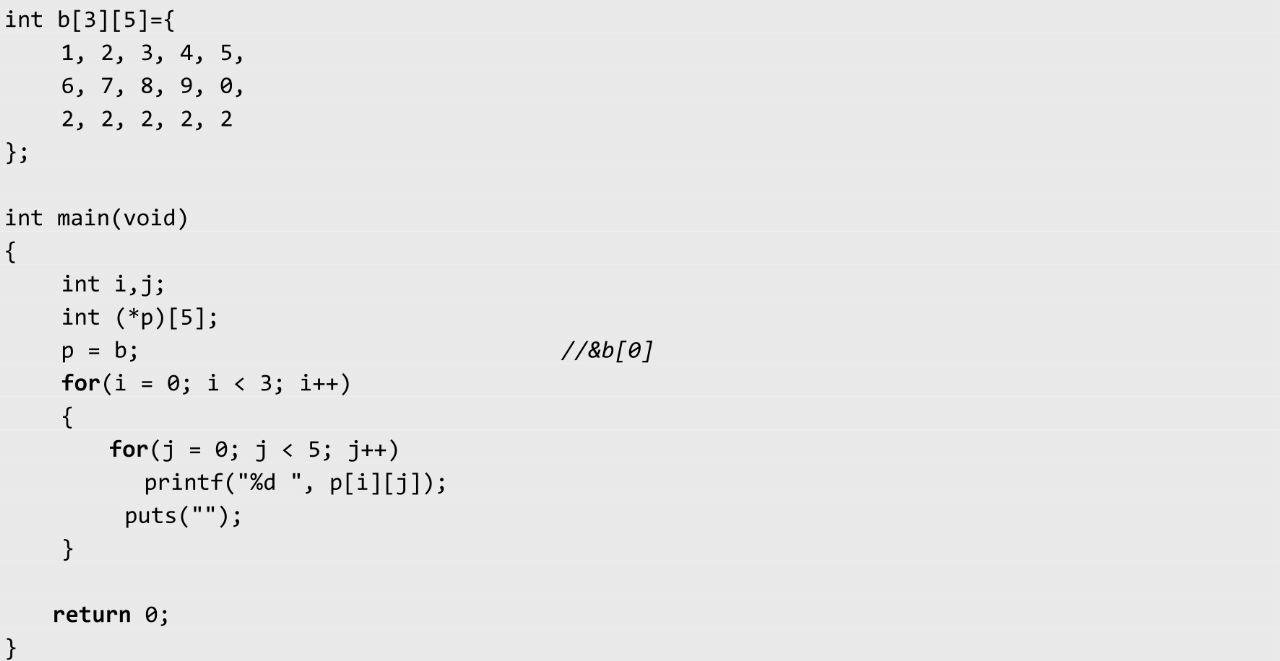 int b[3][5]={
1, 2, 3, 4, 5,
6, 7, 8, 9, 0,
2, 2, 2, 2, 2
};
int main(void)
{
int i,j;
int (*p)[5];
p = b; //&b[0]
for(i = 0; i < 3; i++)
{
for(j = 0; j < 5; j++)
printf("%d ", p[i][j]);
puts("");
}
return 0;
}